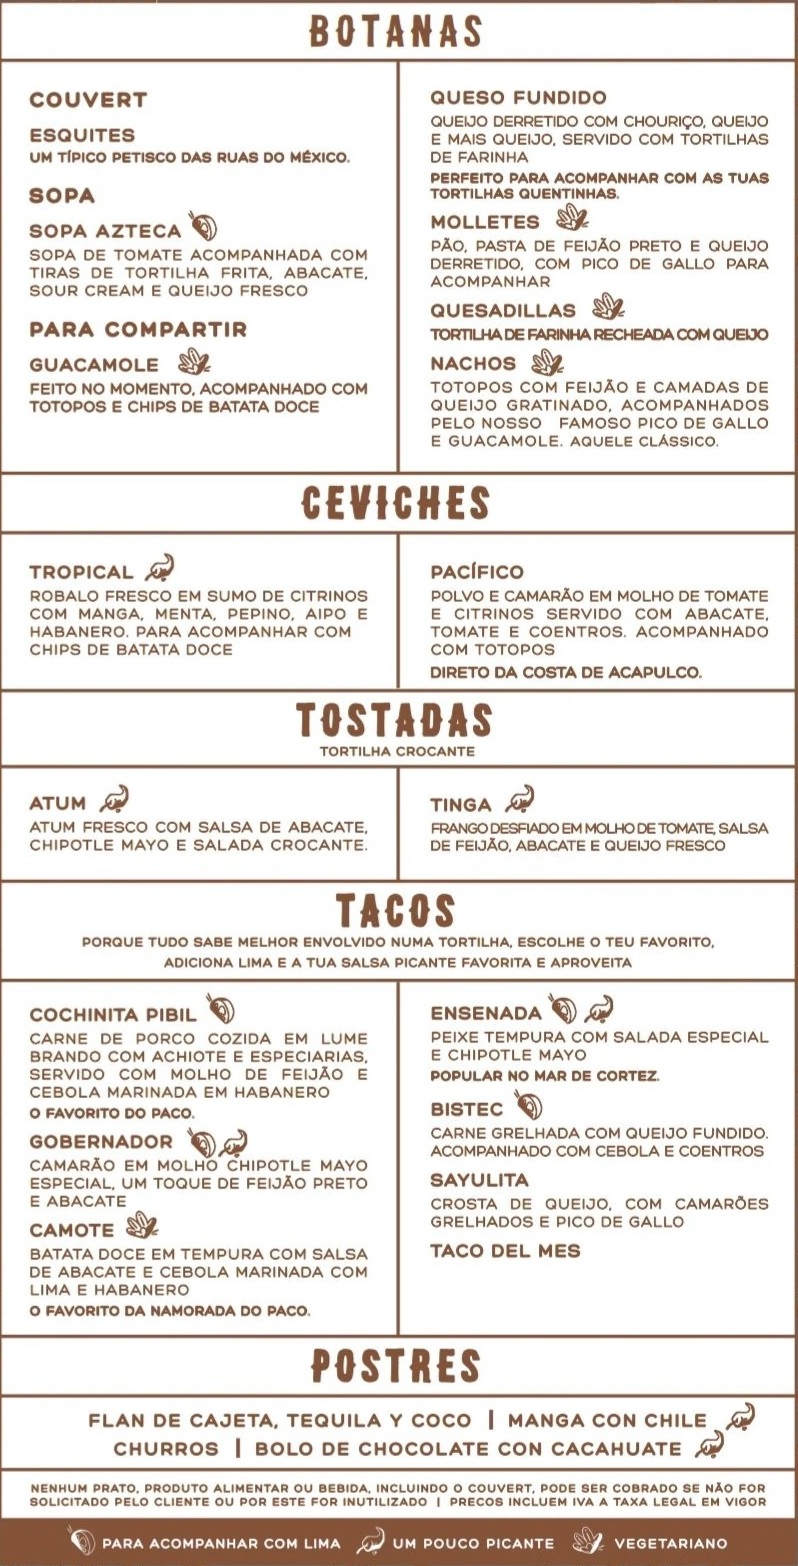 BOTANAS
COUVERT
ESQUITES
UM TÍPICO PETISCO DAS RUAS DO MÉXICO.
SOPA
SOPA AZTECA
SOPA DE TOMATE ACOMPANHADA COM
TIRAS DE TORTILHA FRITA, ABACATE,
SOUR CREAM E QUEIJO FRESCO
PARA COMPARTIR
GUACAMOLE
FEITO NO MOMENTO, ACOMPANHADO COM
TOTOPOS E CHIPS DE BATATA DOCE
QUESO FUNDIDO
QUEIJO DERRETIDO COM CHOURIÇO, QUEIJO
E MAIS QUEIJO, SERVIDO COM TORTILHAS
DE FARINHA
PERFEITO PARA ACOMPANHAR COM AS TUAS
TORTILHAS QUENTINHAS.
MOLLETES
PÃO, PASTA DE FEIJÃO PRETO E QUEIJO
DERRETIDO, COM PICO DE GALLO PARA
ACOMPANHAR
QUESADILLAS
TORTILHA DE FARINHA RECHEADA COM QUEIJO
NACHOS
TOTOPOS COM FEIJÃO E CAMADAS DE
QUEIJO GRATINADO, ACOMPANHADOS
PELO NOSSO FAMOSO PICO DE GALLO
E GUACAMOLE. AQUELE CLÁSSICO.
CEVICHES
TROPICAL
ROBALO FRESCO EM SUMO DE CITRINOS
COM MANGA, MENTA, PEPINO, AIPO E
HABANERO. PARA ACOMPANHAR COM
CHIPS DE BATATA DOCE
PACÍFICO
POLVO E CAMARÃO EM MOLHO DE TOMATE
E CITRINOS SERVIDO COM ABACATE,
TOMATE E COENTROS. ACOMPANHADO
COM TOTOPOS
DIRETO DA COSTA DE ACAPULCO.
TOSTADAS
TORTILHA CROCANTE
ATUM
ATUM FRESCO COM SALSA DE ABACATE,
CHIPOTLE MAYO E SALADA CROCANTE.
TINGA
FRANGO DESFIADO EM MOLHO DE TOMATE, SALSA
DE FEIJÃO, ABACATE E QUEIJO FRESCO
TACOS
PORQUE TUDO SABE MELHOR ENVOLVIDO NUMA TORTILHA, ESCOLHE O TEU FAVORITO,
ADICIONA LIMA E A TUA SALSA PICANTE FAVORITA E APROVEITA
COCHINITA PIBIL
CARNE DE PORCO COZIDA EM LUME
BRANDO COM ACHIOTE E ESPECIARIAS,
SERVIDO COM MOLHO DE FEIJÃO E
CEBOLA MARINADA EM HABANERO
O FAVORITO DO PACO.
GOBERNADOR
CAMARÃO EM MOLHO CHIPOTLE MAYO
ESPECIAL, UM TOQUE DE FEIJÃO PRETO
E ABACATE
CAMOTE
BATATA DOCE EM TEMPURA COM SALSA
DE ABACATE E CEBOLA MARINADA COM
LIMA E HABANERO
O FAVORITO DA NAMORADA DO PACO.
ENSENADA
PEIXE TEMPURA COM SALADA ESPECIAL
E CHIPOTLE MAYO
POPULAR NO MAR DE CORTEZ.
BISTEC
CARNE GRELHADA COM QUEIJO FUNDIDO.
ACOMPANHADO COM CEBOLA E COENTROS
SAYULITA
CROSTA DE QUEIJO, COM CAMARÕES
GRELHADOS E PICO DE GALLO
TACO DEL MES
POSTRES
FLAN DE CAJETA, TEQUILA Y COCO | MANGA CON CHILE
CHURROS | BOLO DE CHOCOLATE CON CACAHUATE
NENHUM PRATO, PRODUTO ALIMENTAR OU BEBIDA, INCLUINDO O COUVERT, PODE SER COBRADO SE NÃO FOR
SOLICITADO PELO CLIENTE OU POR ESTE FOR INUTILIZADO | PRECOS INCLUEM IVA A TAXA LEGAL EM VIGOR
PARA ACOMPANHAR COM LIMA UM POUCO PICANTE VEGETARIANO